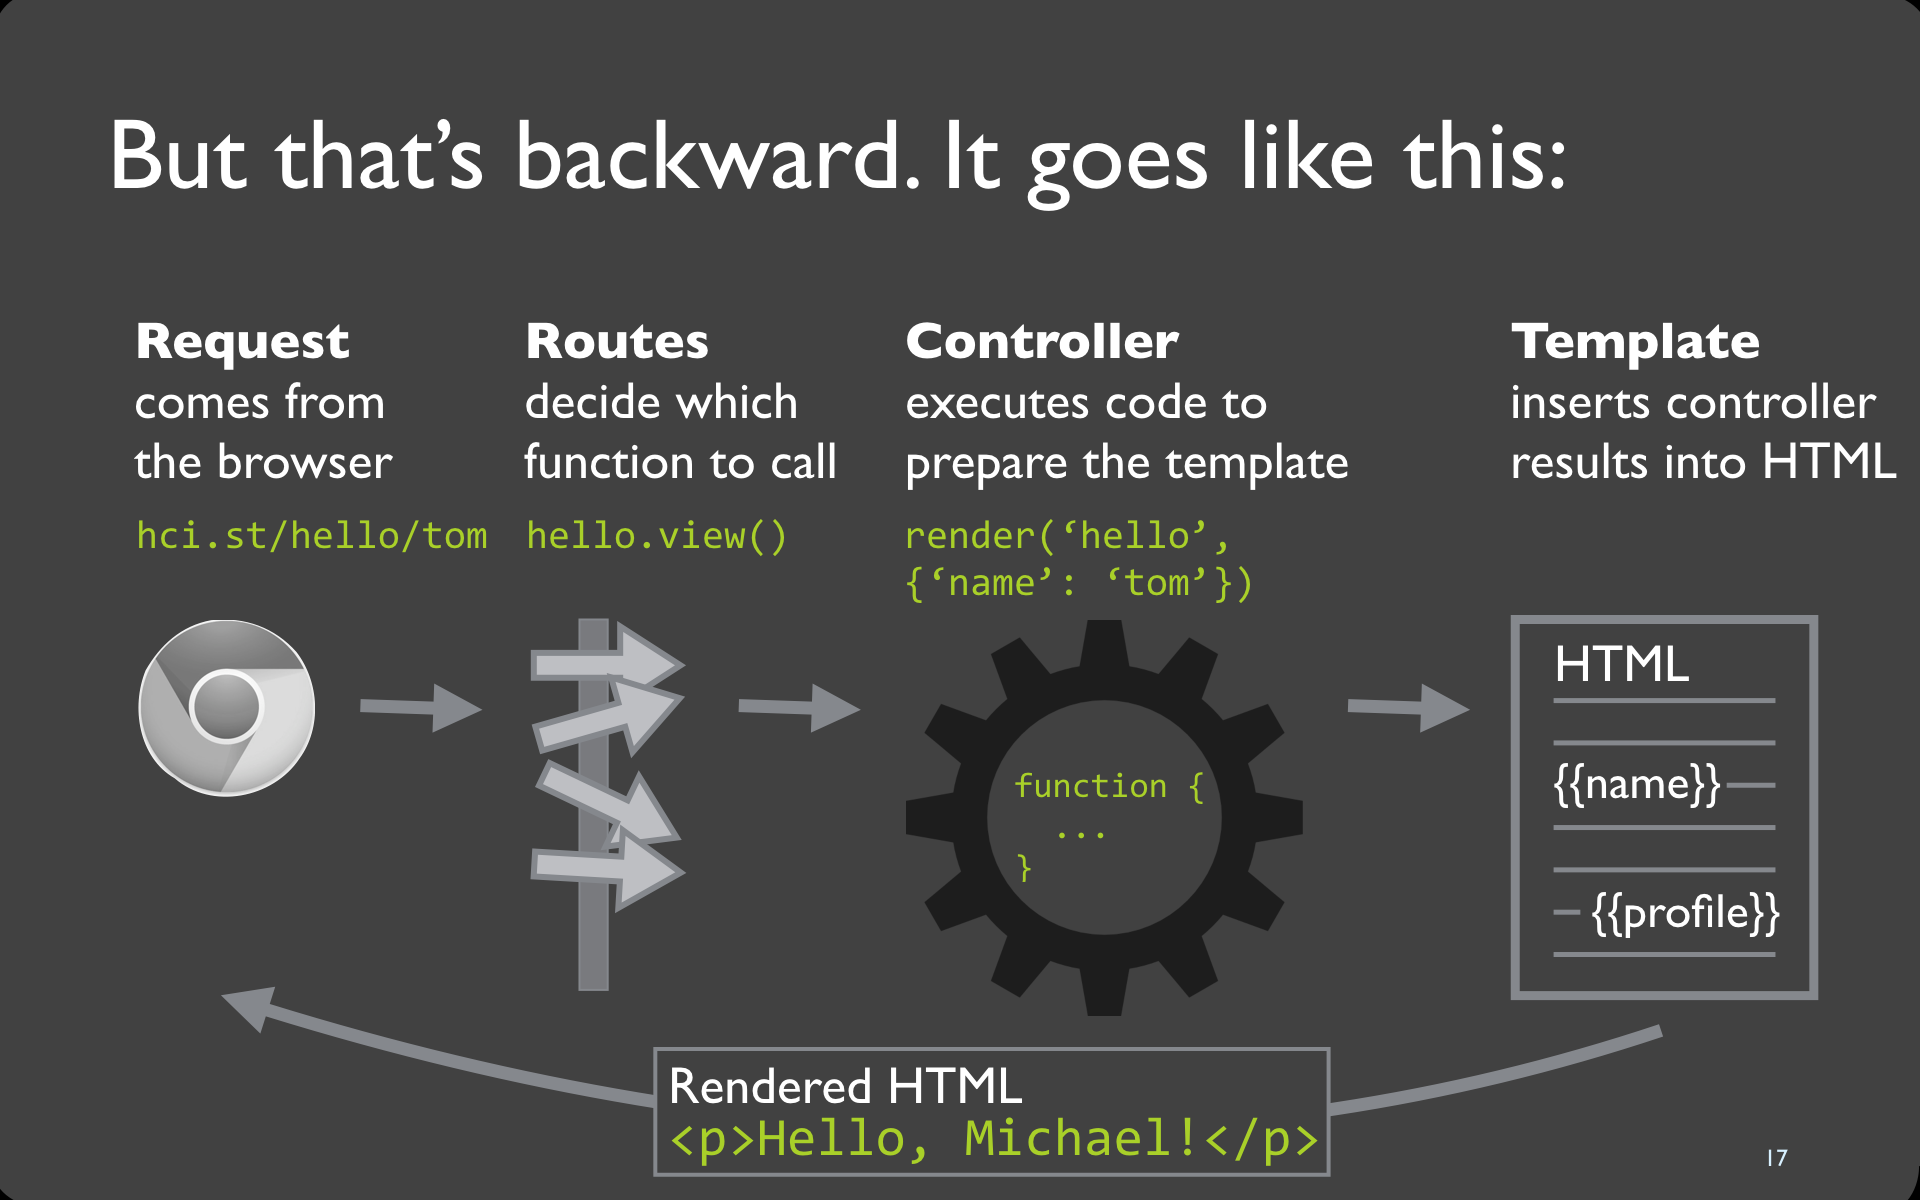 But that’s backward. It goes like this:
Request
comes from
the browser
hci.st/hello/tom
Routes
decide which
function to call
hello.view()
Controller
executes code to
prepare the template
render(‘hello’,
{‘name’: ‘tom’})
function {
...
}
Template
inserts controller
results into HTML
HTML
{{name}}
{{profile}}
Rendered HTML
<p>Hello, Michael!</p>
17